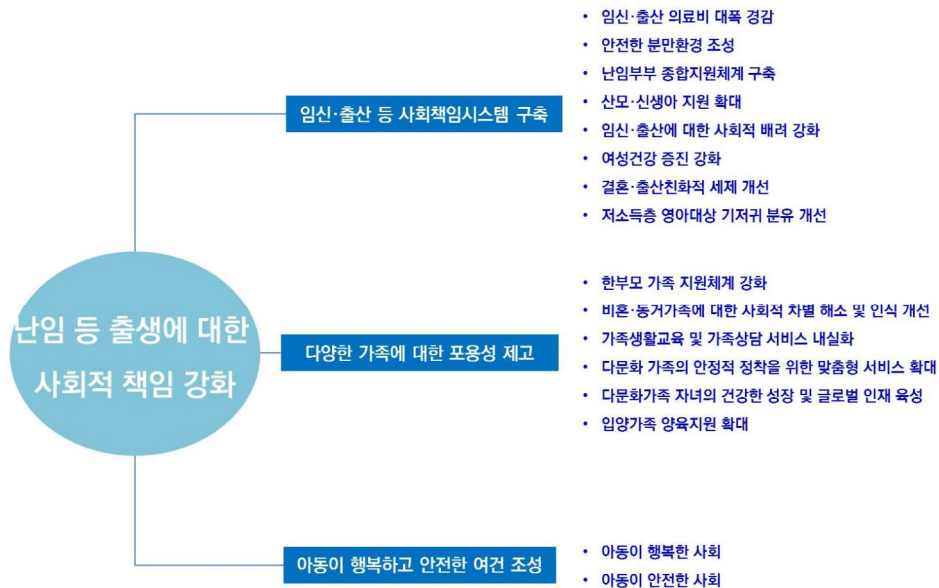 난임 등 출생에 대한
사회적 책임 강화
임신·출산 등 사회책임시스템 구축
• 임신·출산 의료비 대폭 경감
• 안전한 분만환경 조성
• 난임부부 종합지원체계 구축
• 산모·신생아 지원 확대
• 임신·출산에 대한 사회적 배려 강화
• 여성건강 증진 강화
• 결혼·출산친화적 세제 개선
• 저소득층 영아대상 기저귀 분유 개선
다양한 가족에 대한 포용성 제고
• 한부모 가족 지원체계 강화
• 비혼·동거가족에 대한 사회적 차별 해소 및 인식 개선
• 가족생활교육 및 가족상담 서비스 내실화
• 다문화 가족의 안정적 정착을 위한 맞춤형 서비스 확대
• 다문화가족 자녀의 건강한 성장 및 글로벌 인재 육성
• 입양가족 양육지원 확대
아동이 행복하고 안전한 여건 조성
• 아동이 행복한 사회
• 아동이 안전한 사회